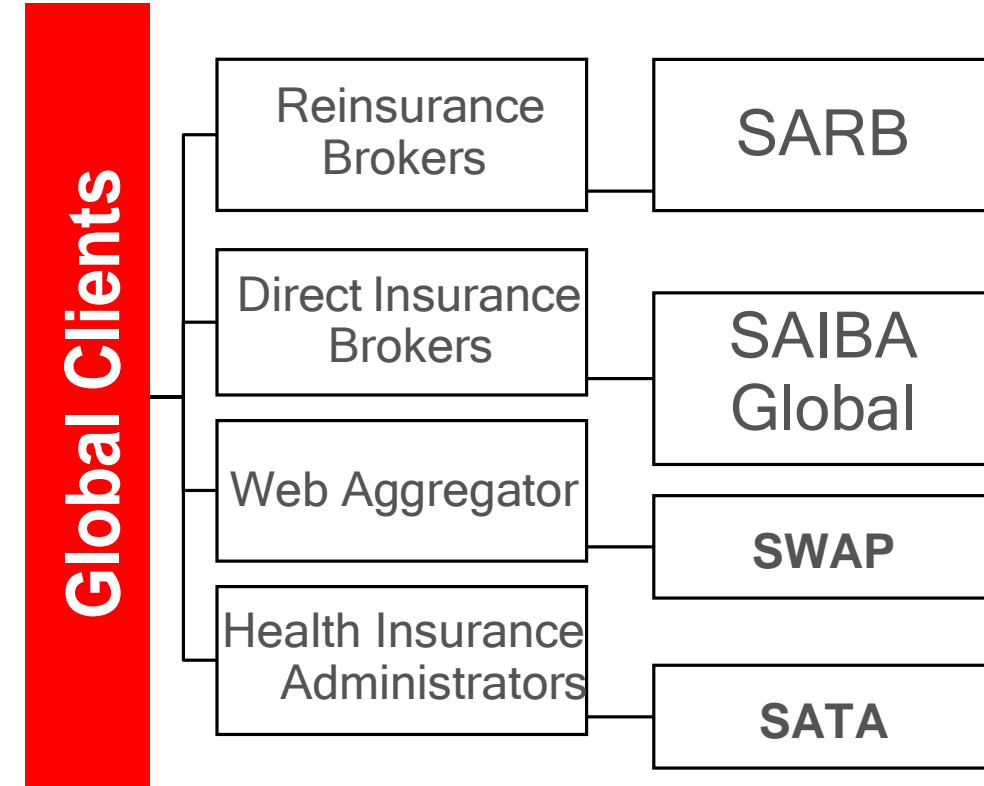 Global Clients
Reinsurance
Brokers
SARB
Direct Insurance
Brokers
SAIBA
Global
Web Aggregator
SWAP
Health Insurance
Administrators
SATA